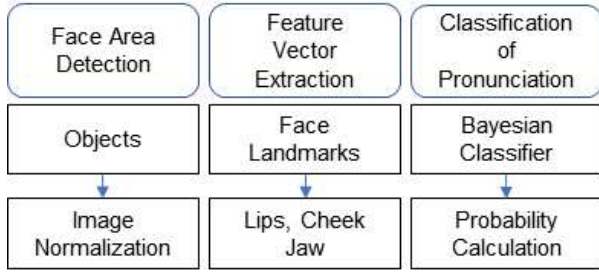 Face Area
Detection
Feature
Vector
Extraction
Classification
of
Pronunciation
Objects
Face
Landmarks
Bayesian
Classifier
Image
Normalization
Lips, Cheek
Jaw
Probability
Calculation